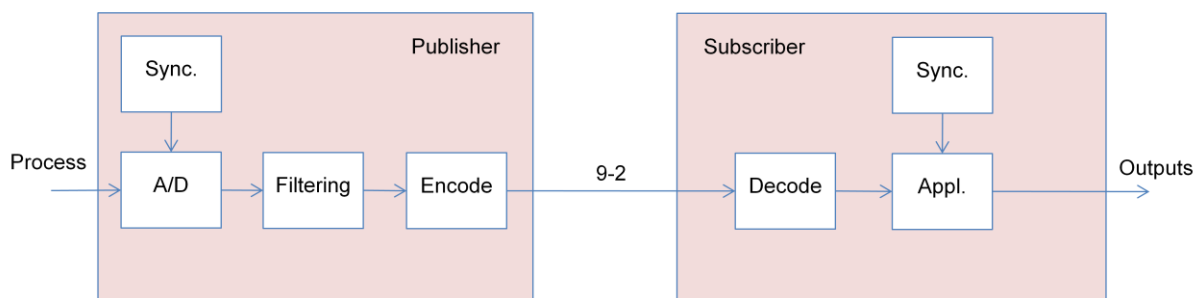 Publisher
Subscriber
Sync.
Sync.
Process
A/D
Filtering
Encode
9-2
Decode
Appl.
Outputs